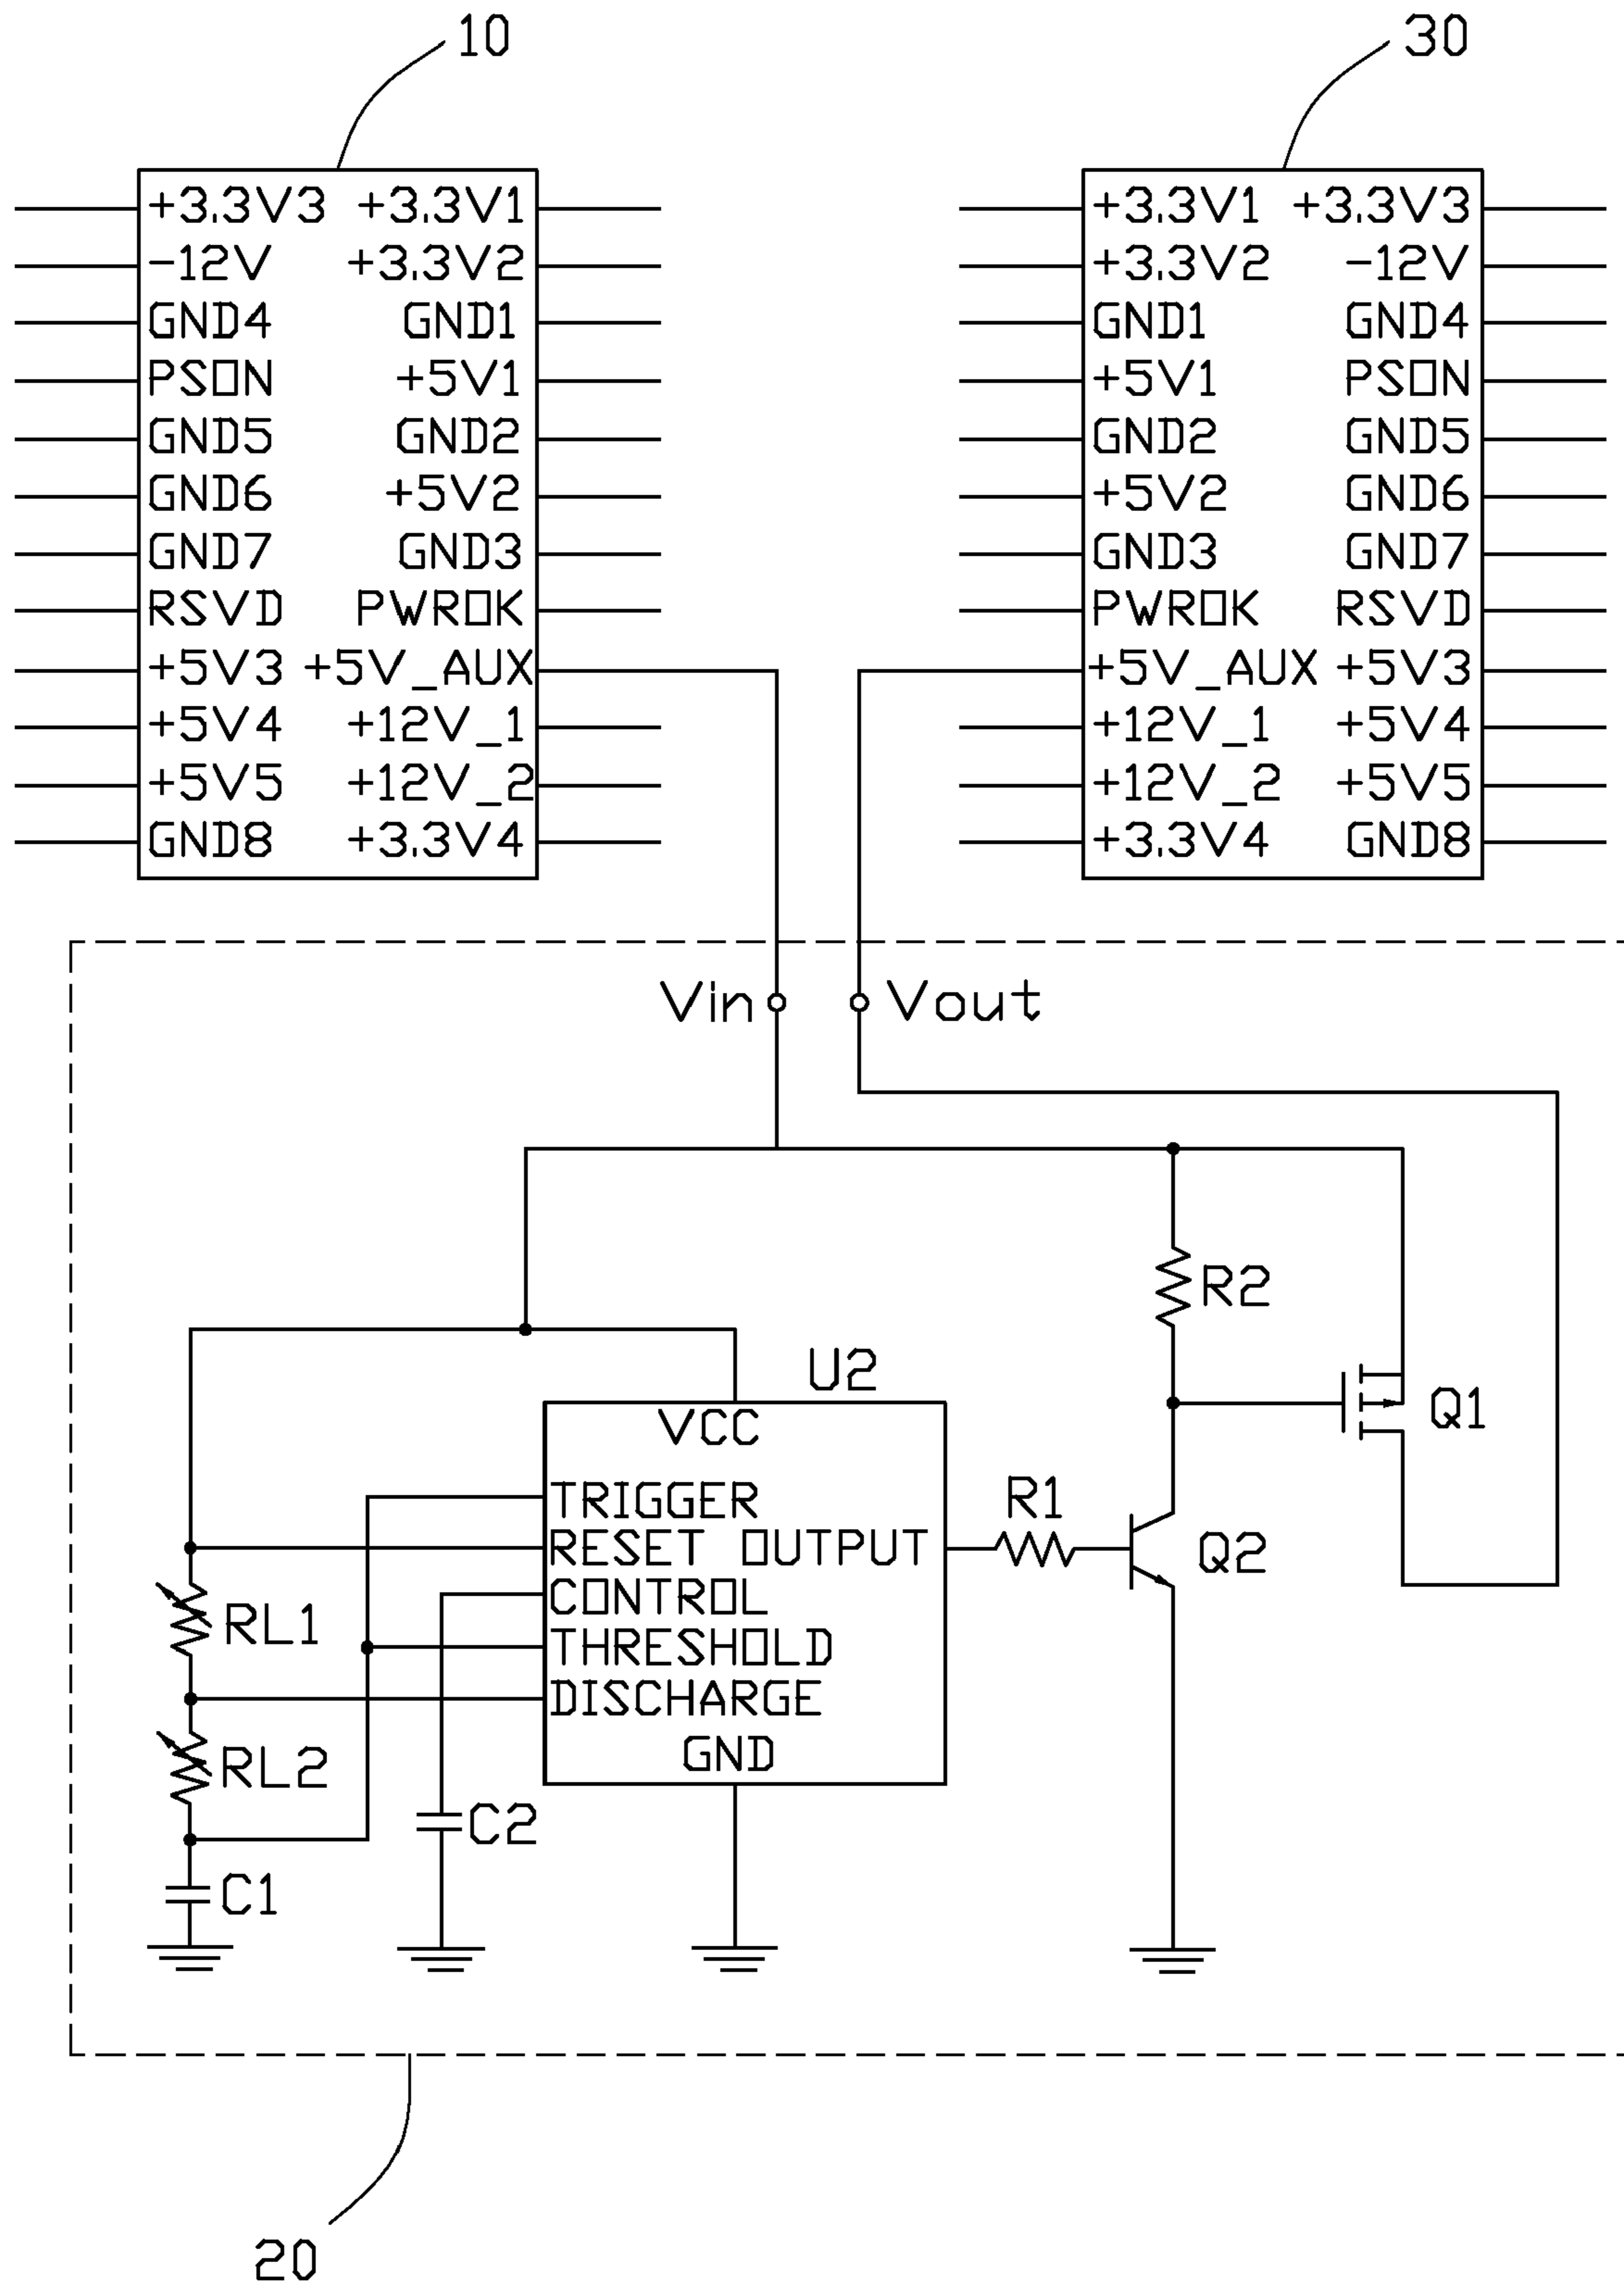 10
30
+3.3V3 +3.3V1
-12V +3.3V2
GND4 GND1
PSON +5V1
GND5 GND2
GND6 +5V2
GND7 GND3
RSVD PWROK
+5V3 +5V_AUX
+5V4 +12V_1
+5V5 +12V_2
GND8 +3.3V4
+3.3V1 +3.3V3
+3.3V2 -12V
GND1 GND4
+5V1 PSON
GND2 GND5
+5V2 GND6
GND3 GND7
PWROK RSVD
+5V_AUX +5V3
+12V_1 +5V4
+12V_2 +5V5
+3.3V4 GND8
Vin
Vout
R2
U2
Q1
VCC
TRIGGER
RESET OUTPUT
CONTROL
THRESHOLD
DISCHARGE
GND
R1
Q2
RL1
RL2
C2
C1
20